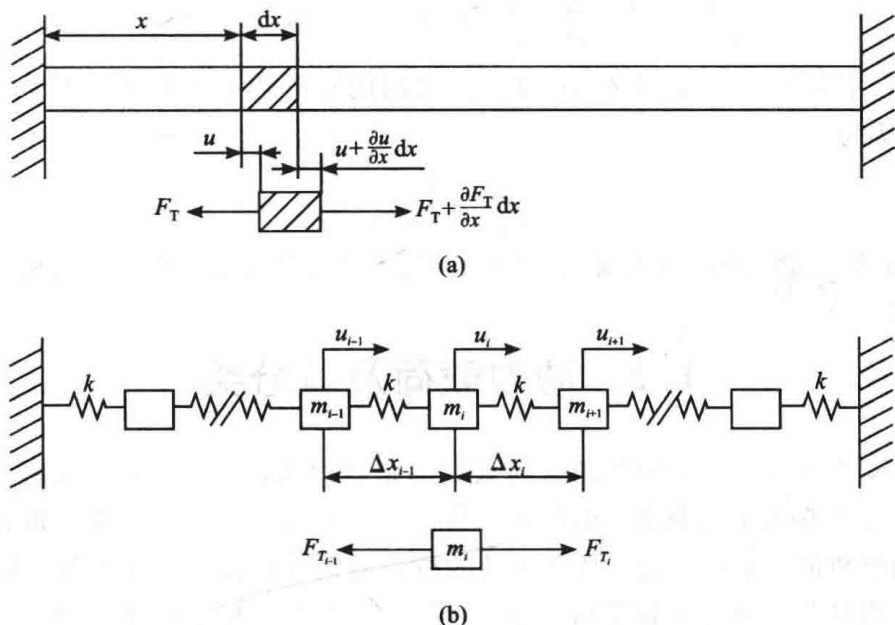 x dx
u u + ∂u/∂x dx
F_T F_T + ∂F_T/∂x dx
(a)
u_{i-1} u_i u_{i+1}
k k k k
m_{i-1} m_i m_{i+1}
Δx_{i-1} Δx_i
F_{T_{i-1}} m_i F_{T_i}
(b)